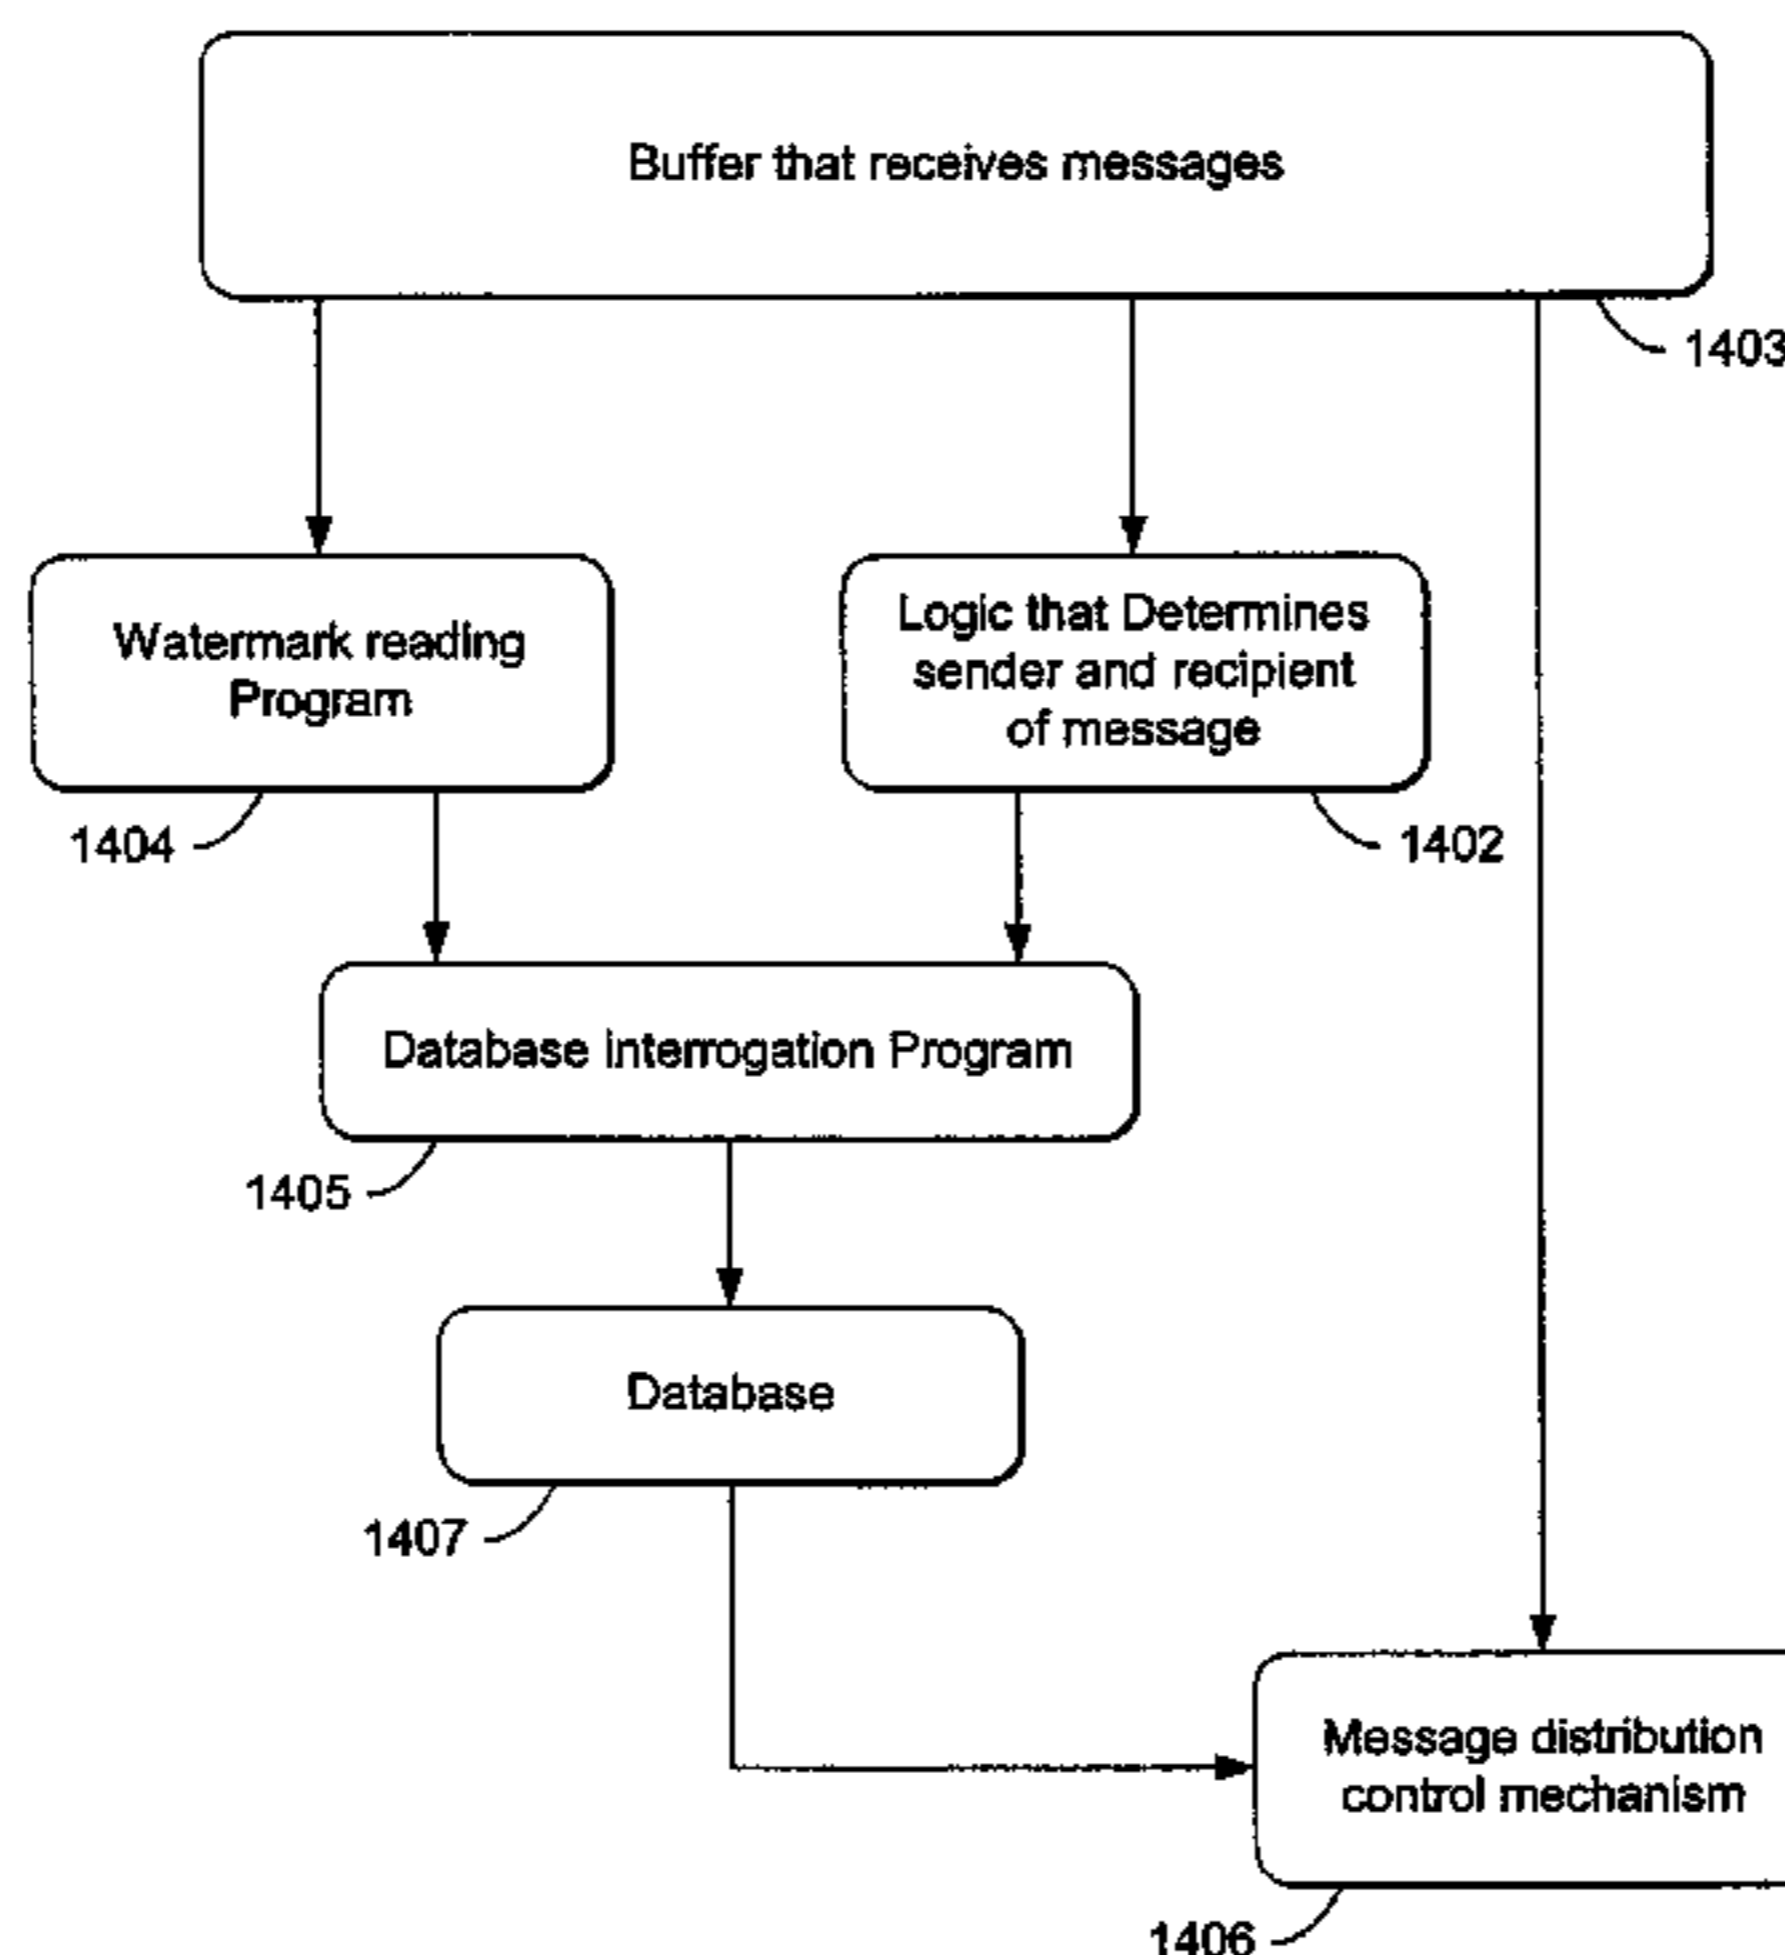 Buffer that receives messages
1403
Watermark reading
Program
Logic that Determines
sender and recipient
of message
1404
1402
Database Interrogation Program
1405
Database
1407
Message distribution
control mechanism
1406